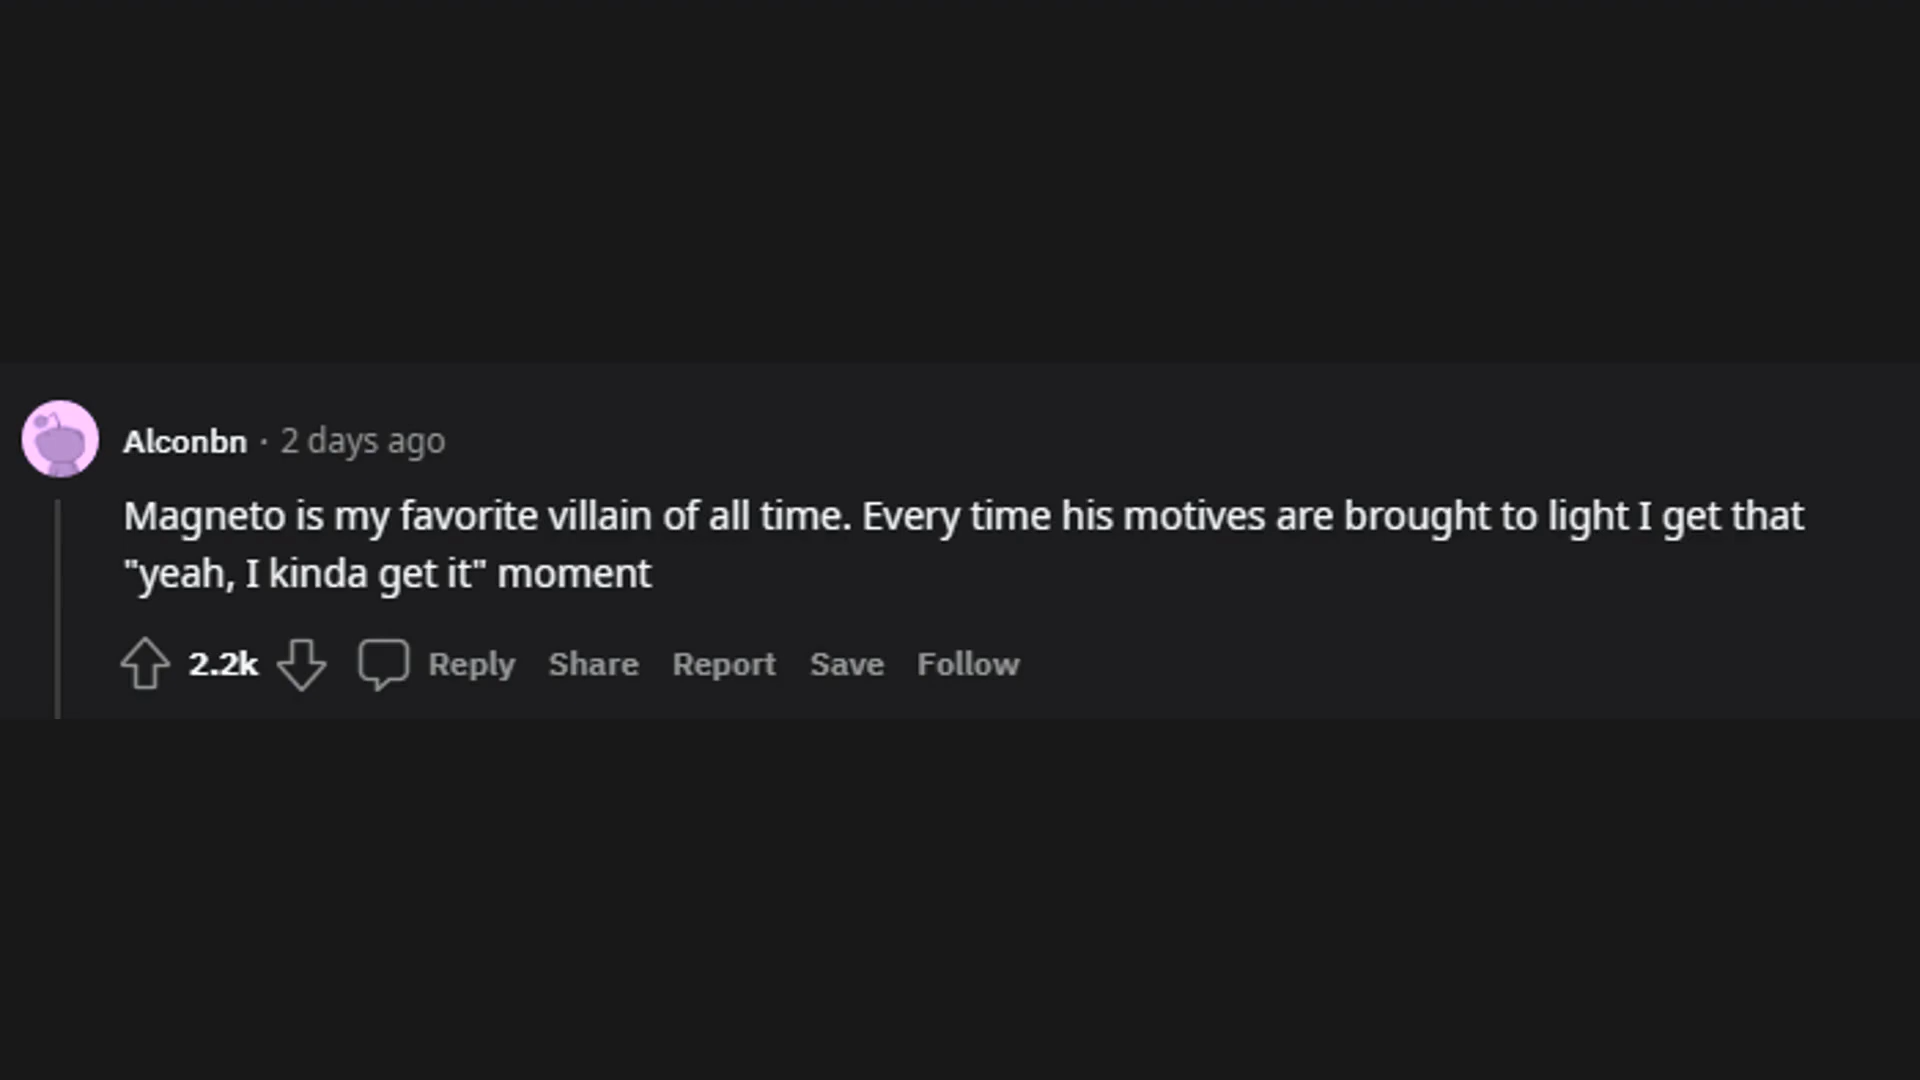 Alconbn · 2 days ago
Magneto is my favorite villain of all time. Every time his motives are brought to light I get that
"yeah, I kinda get it" moment
2.2k Reply Share Report Save Follow